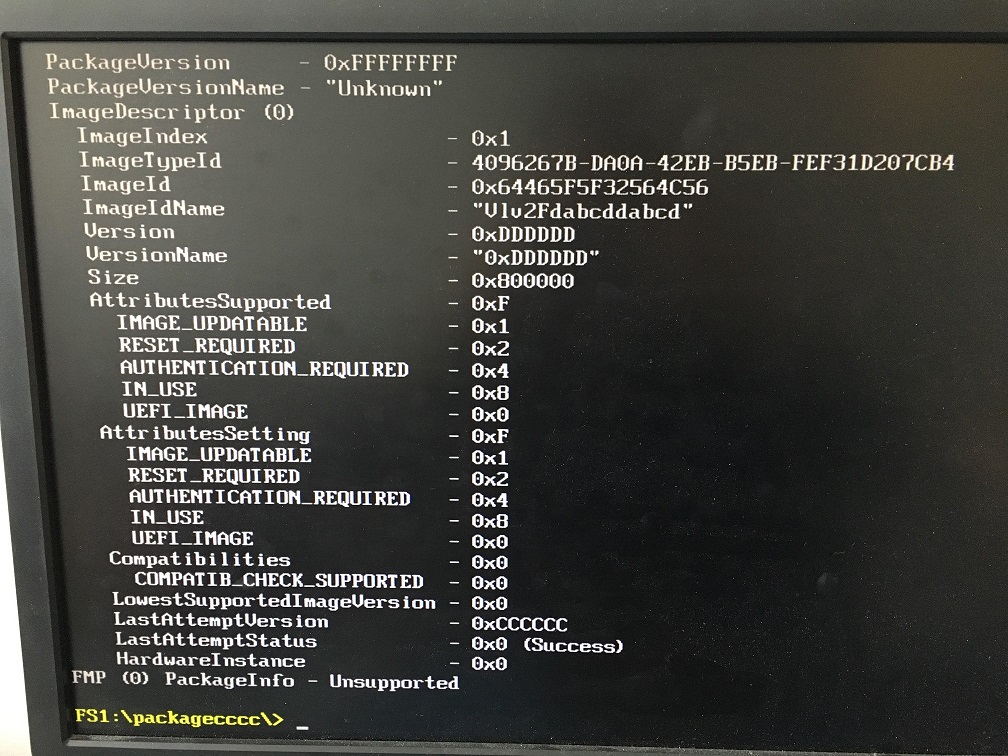 PackageVersion - 0xFFFFFFFF
PackageVersionName - "Unknown"
ImageDescriptor (0)
ImageIndex - 0x1
ImageTypeId - 4096267B-DA0A-42EB-B5EB-FEF31D207CB4
ImageId - 0x64465F5F32564C56
ImageIdName - "Vlv2Fdabcddabcd"
Version - 0xDDDDDD
VersionName - "0xDDDDDD"
Size - 0x800000
AttributesSupported - 0xF
IMAGE_UPDATABLE - 0x1
RESET_REQUIRED - 0x2
AUTHENTICATION_REQUIRED - 0x4
IN_USE - 0x8
UEFI_IMAGE - 0x0
AttributesSetting - 0xF
IMAGE_UPDATABLE - 0x1
RESET_REQUIRED - 0x2
AUTHENTICATION_REQUIRED - 0x4
IN_USE - 0x8
UEFI_IMAGE - 0x0
Compatibilities - 0x0
COMPATIB_CHECK_SUPPORTED - 0x0
LowestSupportedImageVersion - 0x0
LastAttemptVersion - 0xCCCCCC
LastAttemptStatus - 0x0 (Success)
HardwareInstance - 0x0
FMP (0) PackageInfo - Unsupported
FS1:\packagecccc\> _